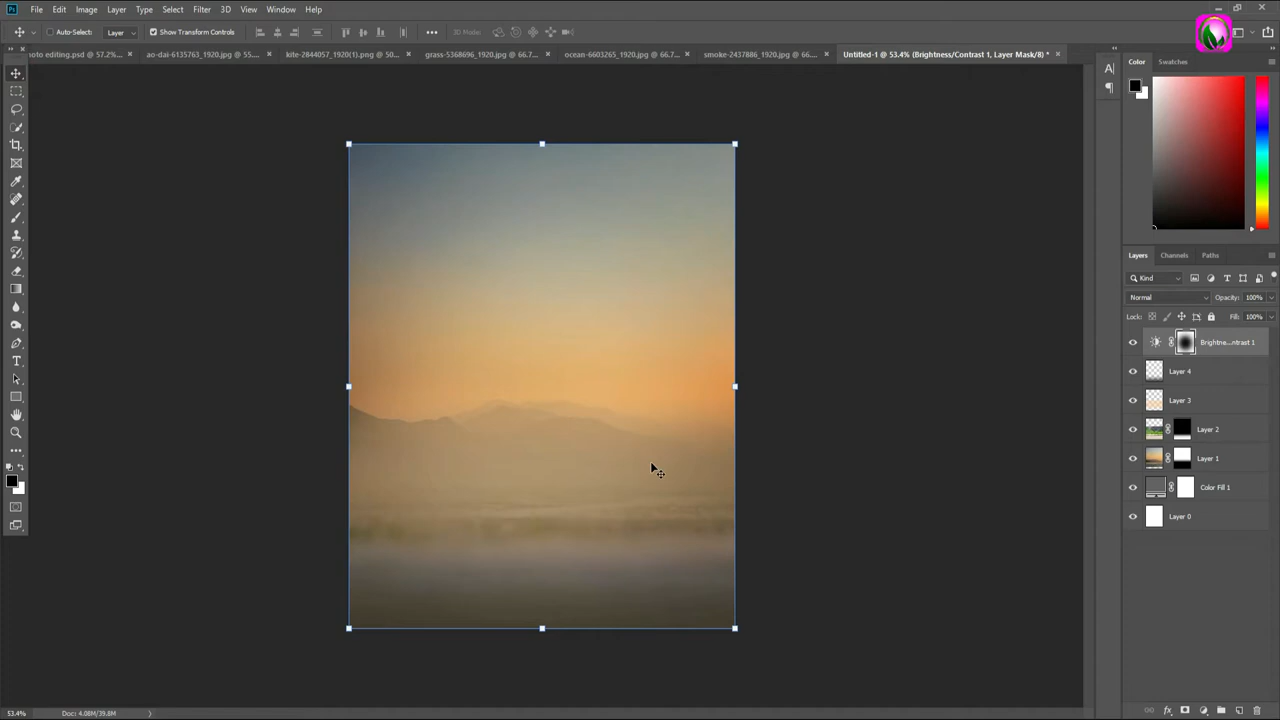 Ps File Edit Image Layer Type Select Filter 3D View Window Help
Auto-Select: Layer Show Transform Controls 3D Mode:
oto editing.psd @ 57.2%... × ao-dai-6135763_1920.jpg @ 55.... × kite-2844057_1920(1).png @ 50... × grass-5368696_1920.jpg @ 66.7... × ocean-6603265_1920.jpg @ 66.7... × smoke-2437886_1920.jpg @ 66.... × Untitled-1 @ 53.4% (Brightness/Contrast 1, Layer Mask/8) * ×
Color Swatches
Layers Channels Paths
Kind
Normal Opacity: 100%
Lock: Fill: 100%
Brightne...ntrast 1
Layer 4
Layer 3
Layer 2
Layer 1
Color Fill 1
Layer 0
53.4% Doc: 4.08M/39.8M